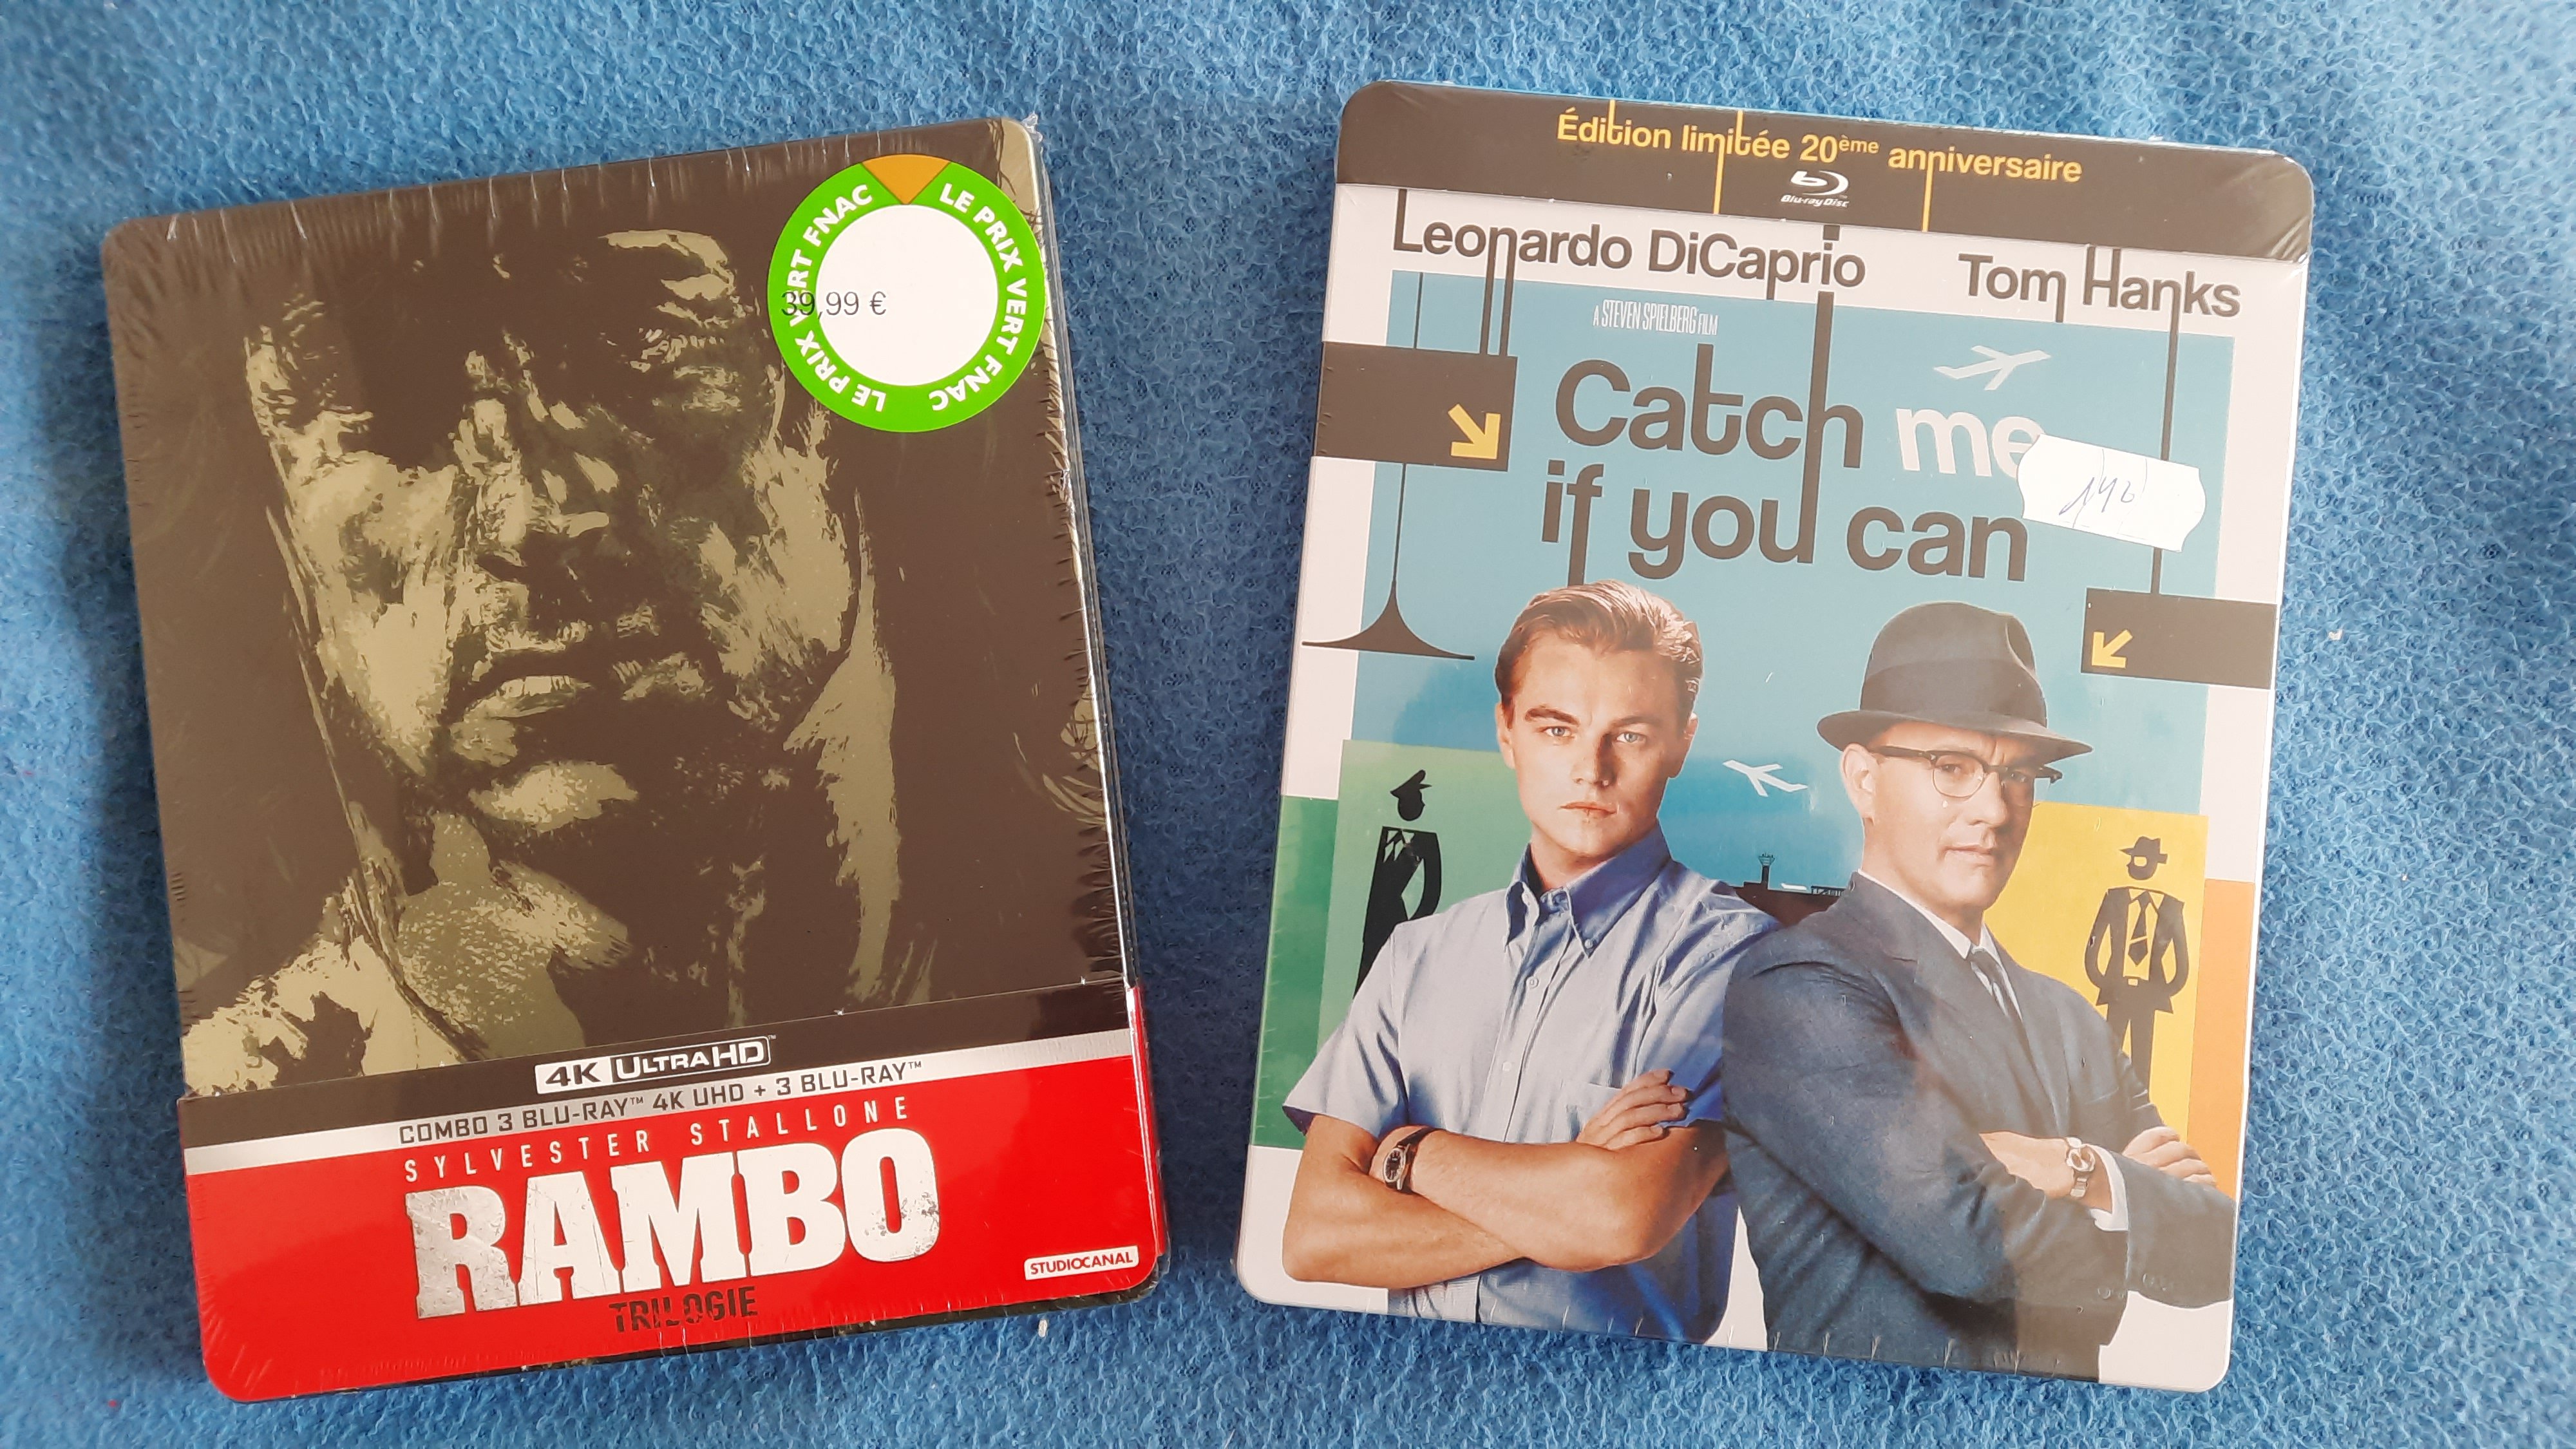 LE PRIX VERT FNAC
LE PRIX VERT FNAC
39,99 €
4K ULTRA HD™
COMBO 3 BLU-RAY™ 4K UHD + 3 BLU-RAY™
SYLVESTER STALLONE
RAMBO
TRILOGIE
STUDIOCANAL
Édition limitée 20ème anniversaire
Blu-ray Disc
Leonardo DiCaprio Tom Hanks
A STEVEN SPIELBERG FILM
Catch me
if you can